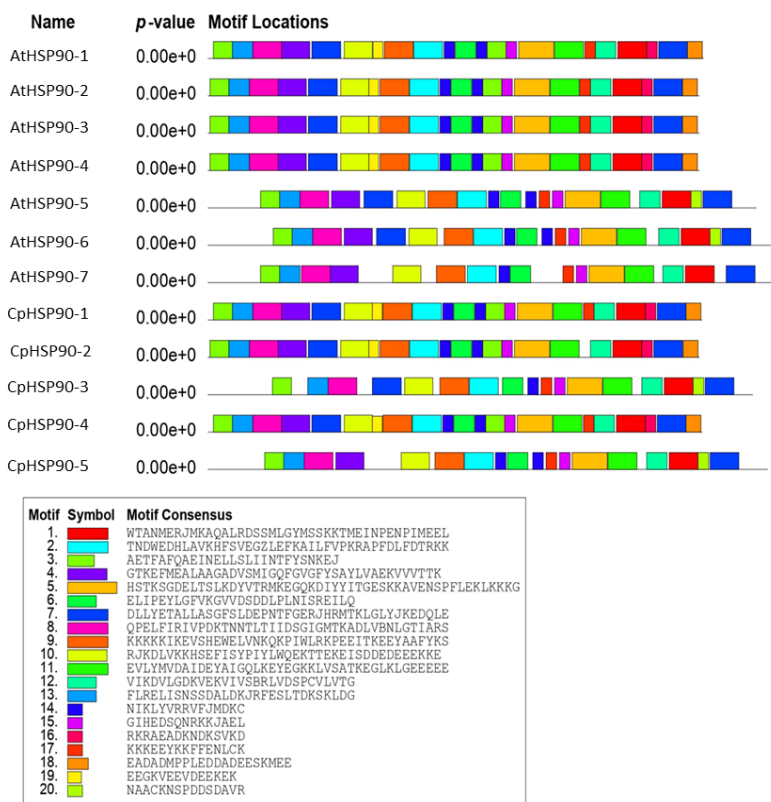 Name p-value Motif Locations
AtHSP90-1 0.00e+0
AtHSP90-2 0.00e+0
AtHSP90-3 0.00e+0
AtHSP90-4 0.00e+0
AtHSP90-5 0.00e+0
AtHSP90-6 0.00e+0
AtHSP90-7 0.00e+0
CpHSP90-1 0.00e+0
CpHSP90-2 0.00e+0
CpHSP90-3 0.00e+0
CpHSP90-4 0.00e+0
CpHSP90-5 0.00e+0
Motif Symbol Motif Consensus
1. WTANMERJMKAQALRDSSMLGYMSSKKTMEINPENPIMEEL
2. TNDWEDHLAVKHFSVEGZLEFKAILFVPKRAPFDLFDTRKK
3. AETFAFQAEINELLSLIINTFYSNKEJ
4. GTKEFMEALAAGADVSMIGQFGVGFYSAYLVAEKVVVTTK
5. HSTKSGDELTSLKDYVTRMKEGQKDIYYITGESKKAVENSPFLEKLKKKG
6. ELIPEYLGFVKGVVDSDDLPLNISREILQ
7. DLLYETALLASGFSLDEPNTFGERJHRMTKLGLYJKEDQLE
8. QPELFIRIVPDKTNNTLTIIDSGIGMTKADLVBNLGTIARS
9. KKKKKIKEVSHEWELVNKQKPIWLRKPEEITKEEYAAFYKS
10. RJKDLVKKHSEFISYPIYLWQEKTTEKEISDDEDEEEKKE
11. EVLYMVDAIDEYAIGQLKEYEGKKLVSATKEGLKLGEEEEE
12. VIKDVLGDKVEKVIVSBRLVDSPCVLVTG
13. FLRELISNSSDALDKJRFESLTDKSKLDG
14. NIKLYVRRVFJMDKC
15. GIHEDSQNRKKJAEL
16. RKRAEADKNDKSVKD
17. KKKEEYKKFFENLCK
18. EADADMPPLEDDADEESKMEE
19. EEGKVEEVDEEKEK
20. NAACKNSPDDSDAVR